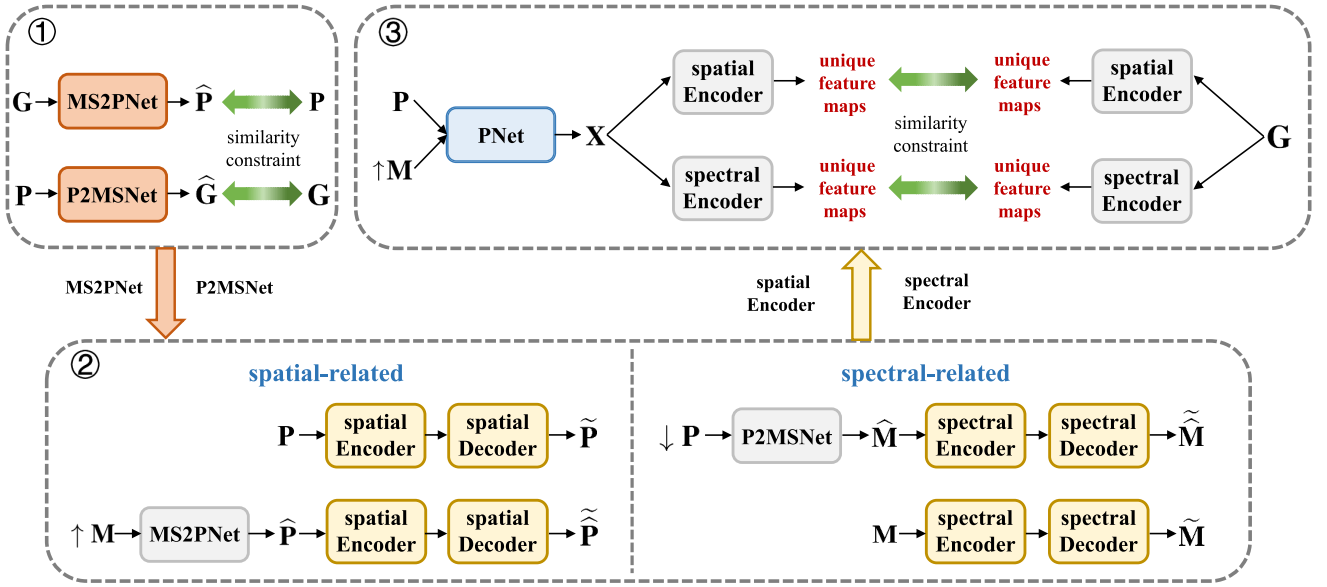 ①
G MS2PNet P̂ P
similarity
constraint
P P2MSNet Ĝ G
③
P
↑M
PNet
X
spatial
Encoder
unique
feature
maps
unique
feature
maps
spatial
Encoder
similarity
constraint
G
spectral
Encoder
unique
feature
maps
unique
feature
maps
spectral
Encoder
MS2PNet P2MSNet
spatial
Encoder
spectral
Encoder
②
spatial-related
P
spatial
Encoder
spatial
Decoder
P̃
↑ M MS2PNet P̂
spatial
Encoder
spatial
Decoder
P̂̃
spectral-related
↓ P P2MSNet M̂
spectral
Encoder
spectral
Decoder
M̂̃
M
spectral
Encoder
spectral
Decoder
M̃